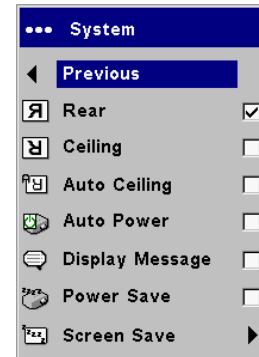 ••• System
Previous
Rear
Ceiling
Auto Ceiling
Auto Power
Display Message
Power Save
Screen Save